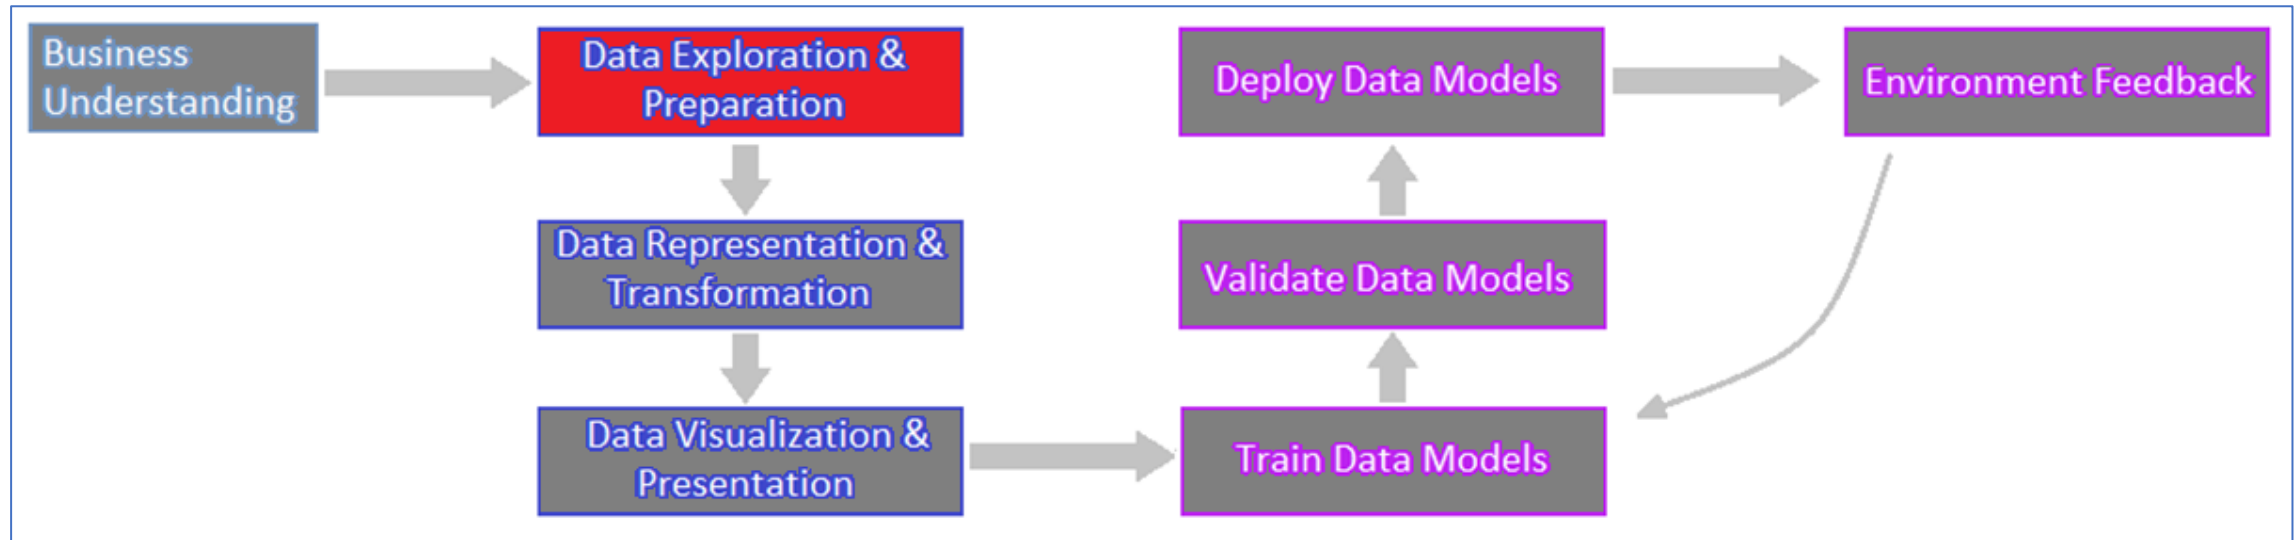 Business
Understanding
Data Exploration &
Preparation
Data Representation &
Transformation
Data Visualization &
Presentation
Train Data Models
Validate Data Models
Deploy Data Models
Environment Feedback